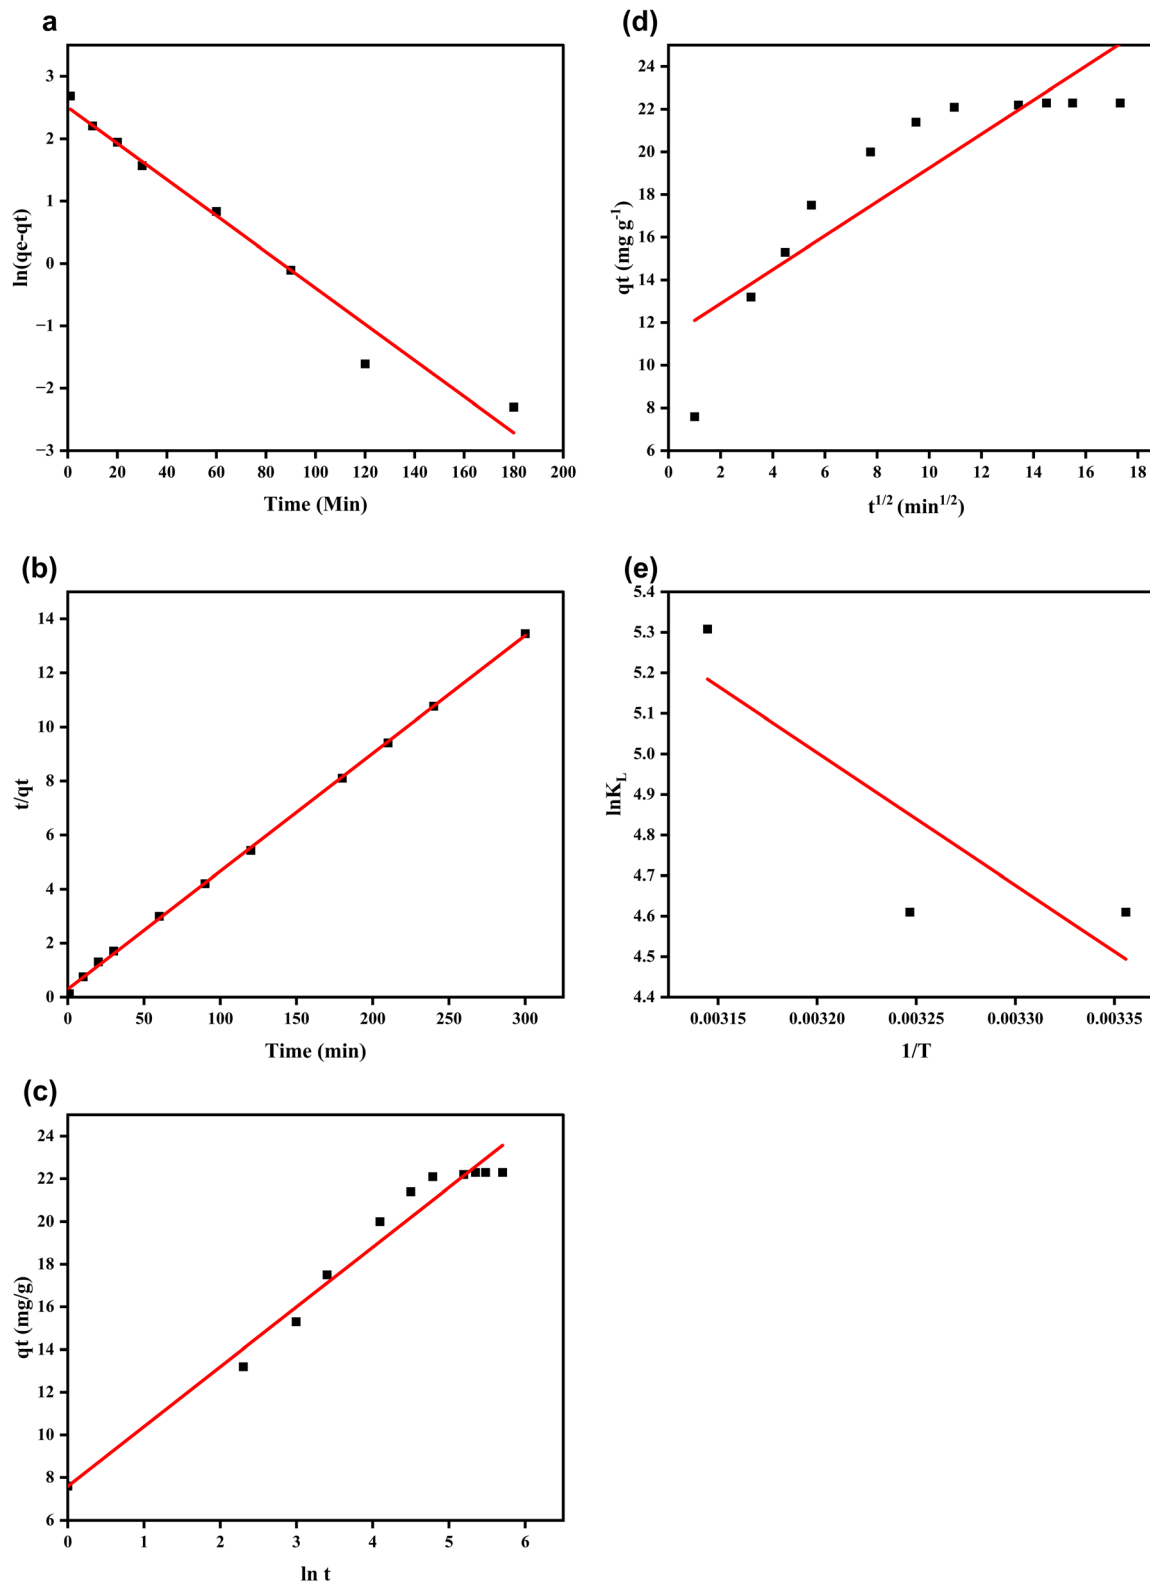 a
3
2
1
0
−1
−2
−3
0 20 40 60 80 100 120 140 160 180 200
ln(qe-qt)
Time (Min)
(d)
24
22
20
18
16
14
12
10
8
6
0 2 4 6 8 10 12 14 16 18
qt (mg g⁻¹)
t¹/² (min¹/²)
(b)
14
12
10
8
6
4
2
0
0 50 100 150 200 250 300
t/qt
Time (min)
(e)
5.4
5.3
5.2
5.1
5.0
4.9
4.8
4.7
4.6
4.5
4.4
0.00315 0.00320 0.00325 0.00330 0.00335
lnK_L
1/T
(c)
24
22
20
18
16
14
12
10
8
6
0 1 2 3 4 5 6
qt (mg/g)
ln t